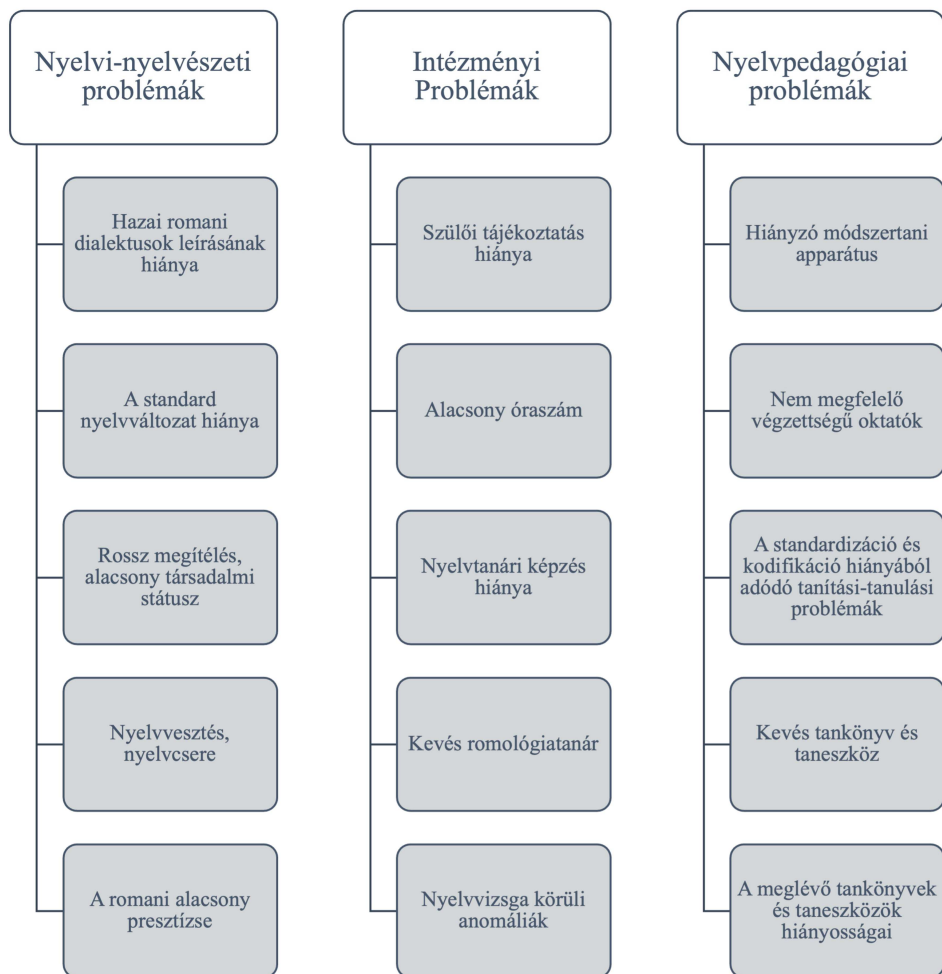 Nyelvi-nyelvészeti
problémák
Hazai romani
dialektusok leírásának
hiánya
A standard
nyelvváltozat hiánya
Rossz megítélés,
alacsony társadalmi
státusz
Nyelvvesztés,
nyelvcsere
A romani alacsony
presztízse
Intézményi
Problémák
Szülői tájékoztatás
hiánya
Alacsony óraszám
Nyelvtanári képzés
hiánya
Kevés romológiatanár
Nyelvvizsga körüli
anomáliák
Nyelvpedagógiai
problémák
Hiányzó módszertani
apparátus
Nem megfelelő
végzettségű oktatók
A standardizáció és
kodifikáció hiányából
adódó tanítási-tanulási
problémák
Kevés tankönyv és
taneszköz
A meglévő tankönyvek
és taneszközök
hiányosságai